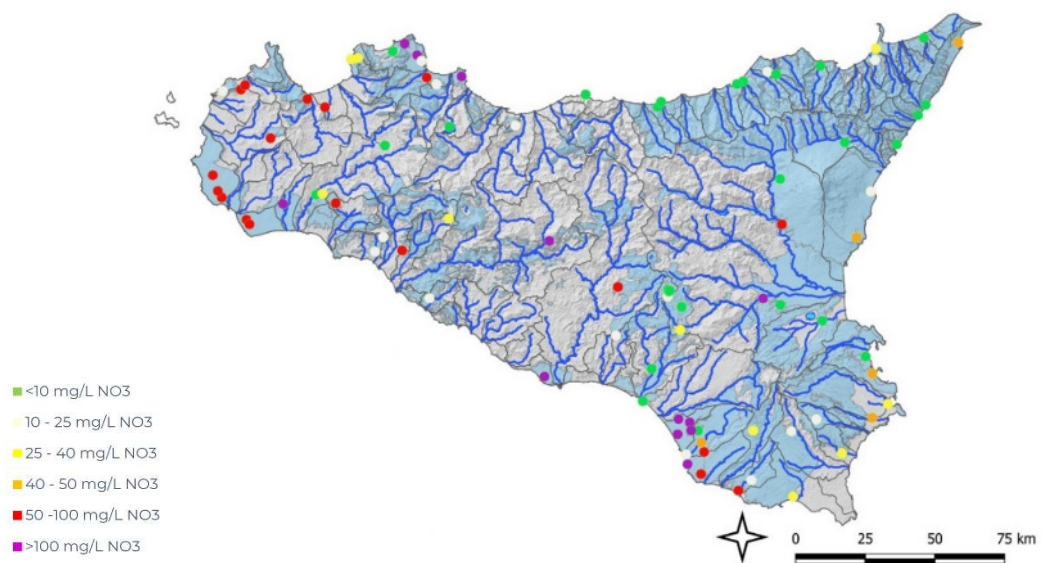 <10 mg/L NO3
10 - 25 mg/L NO3
25 - 40 mg/L NO3
40 - 50 mg/L NO3
50 -100 mg/L NO3
>100 mg/L NO3
0 25 50 75 km